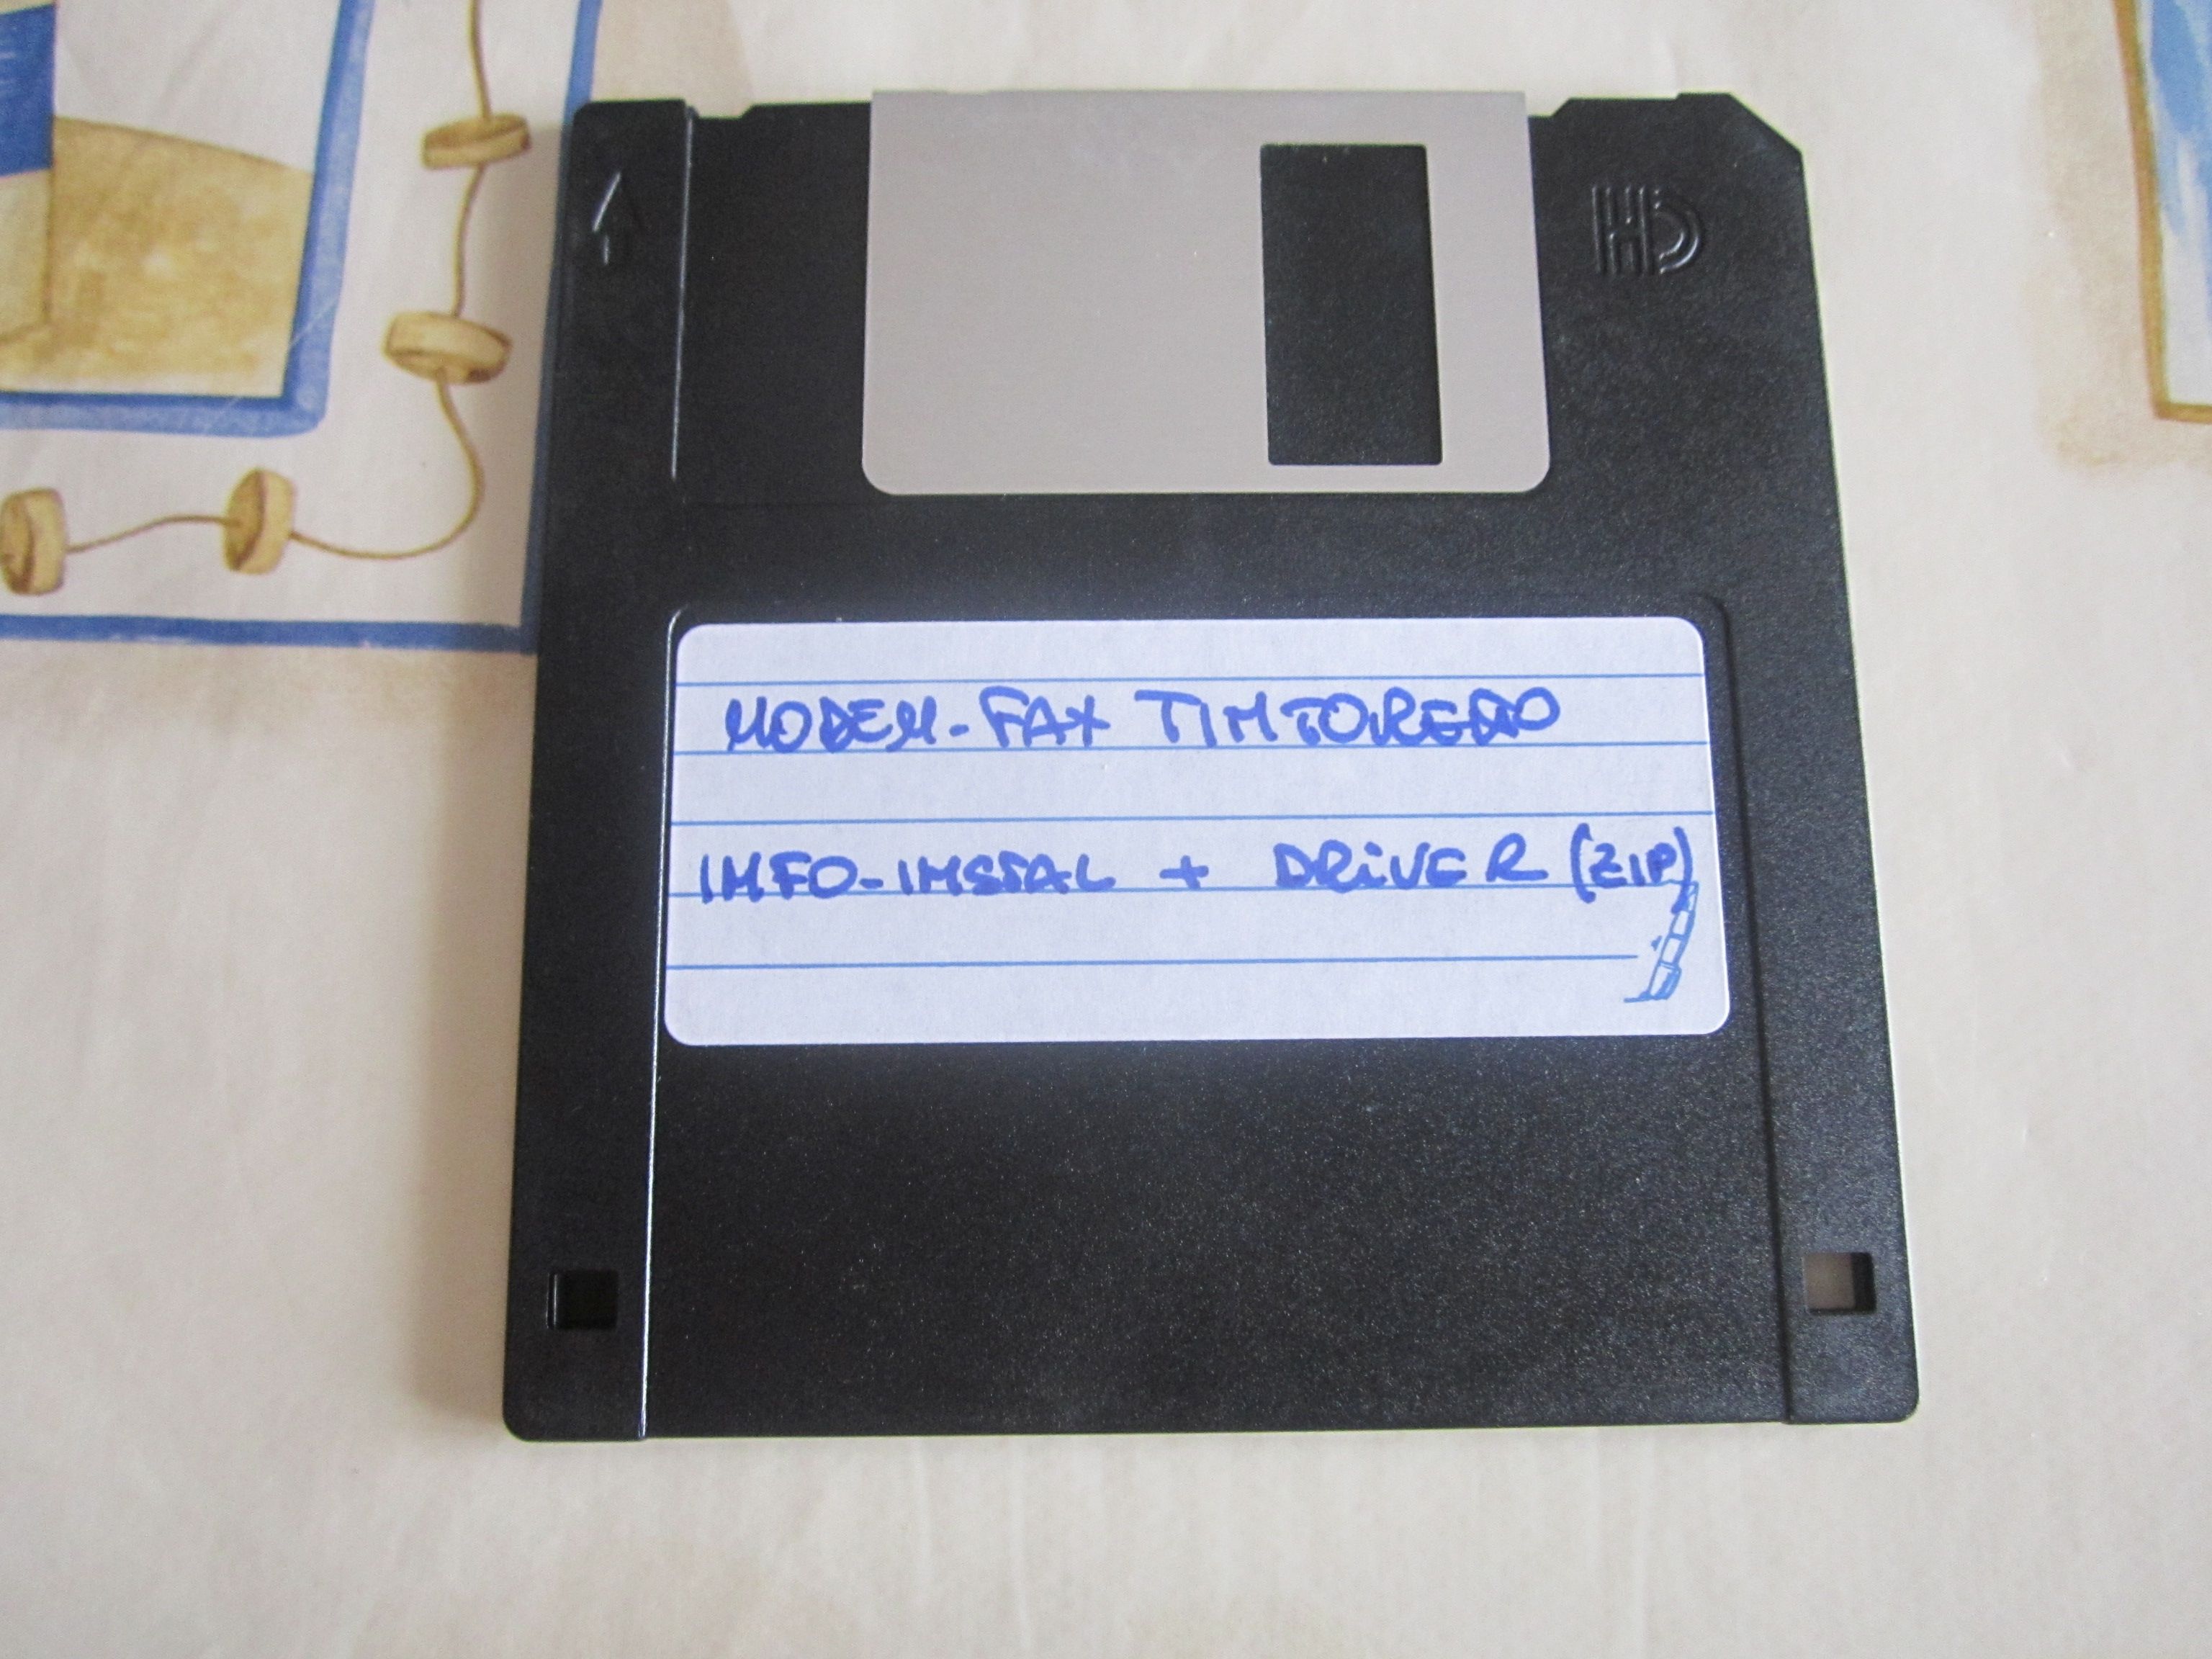 HD
MODEM-FAX TINTORETTO
INFO-INSTAL + DRIVER (ZIP)